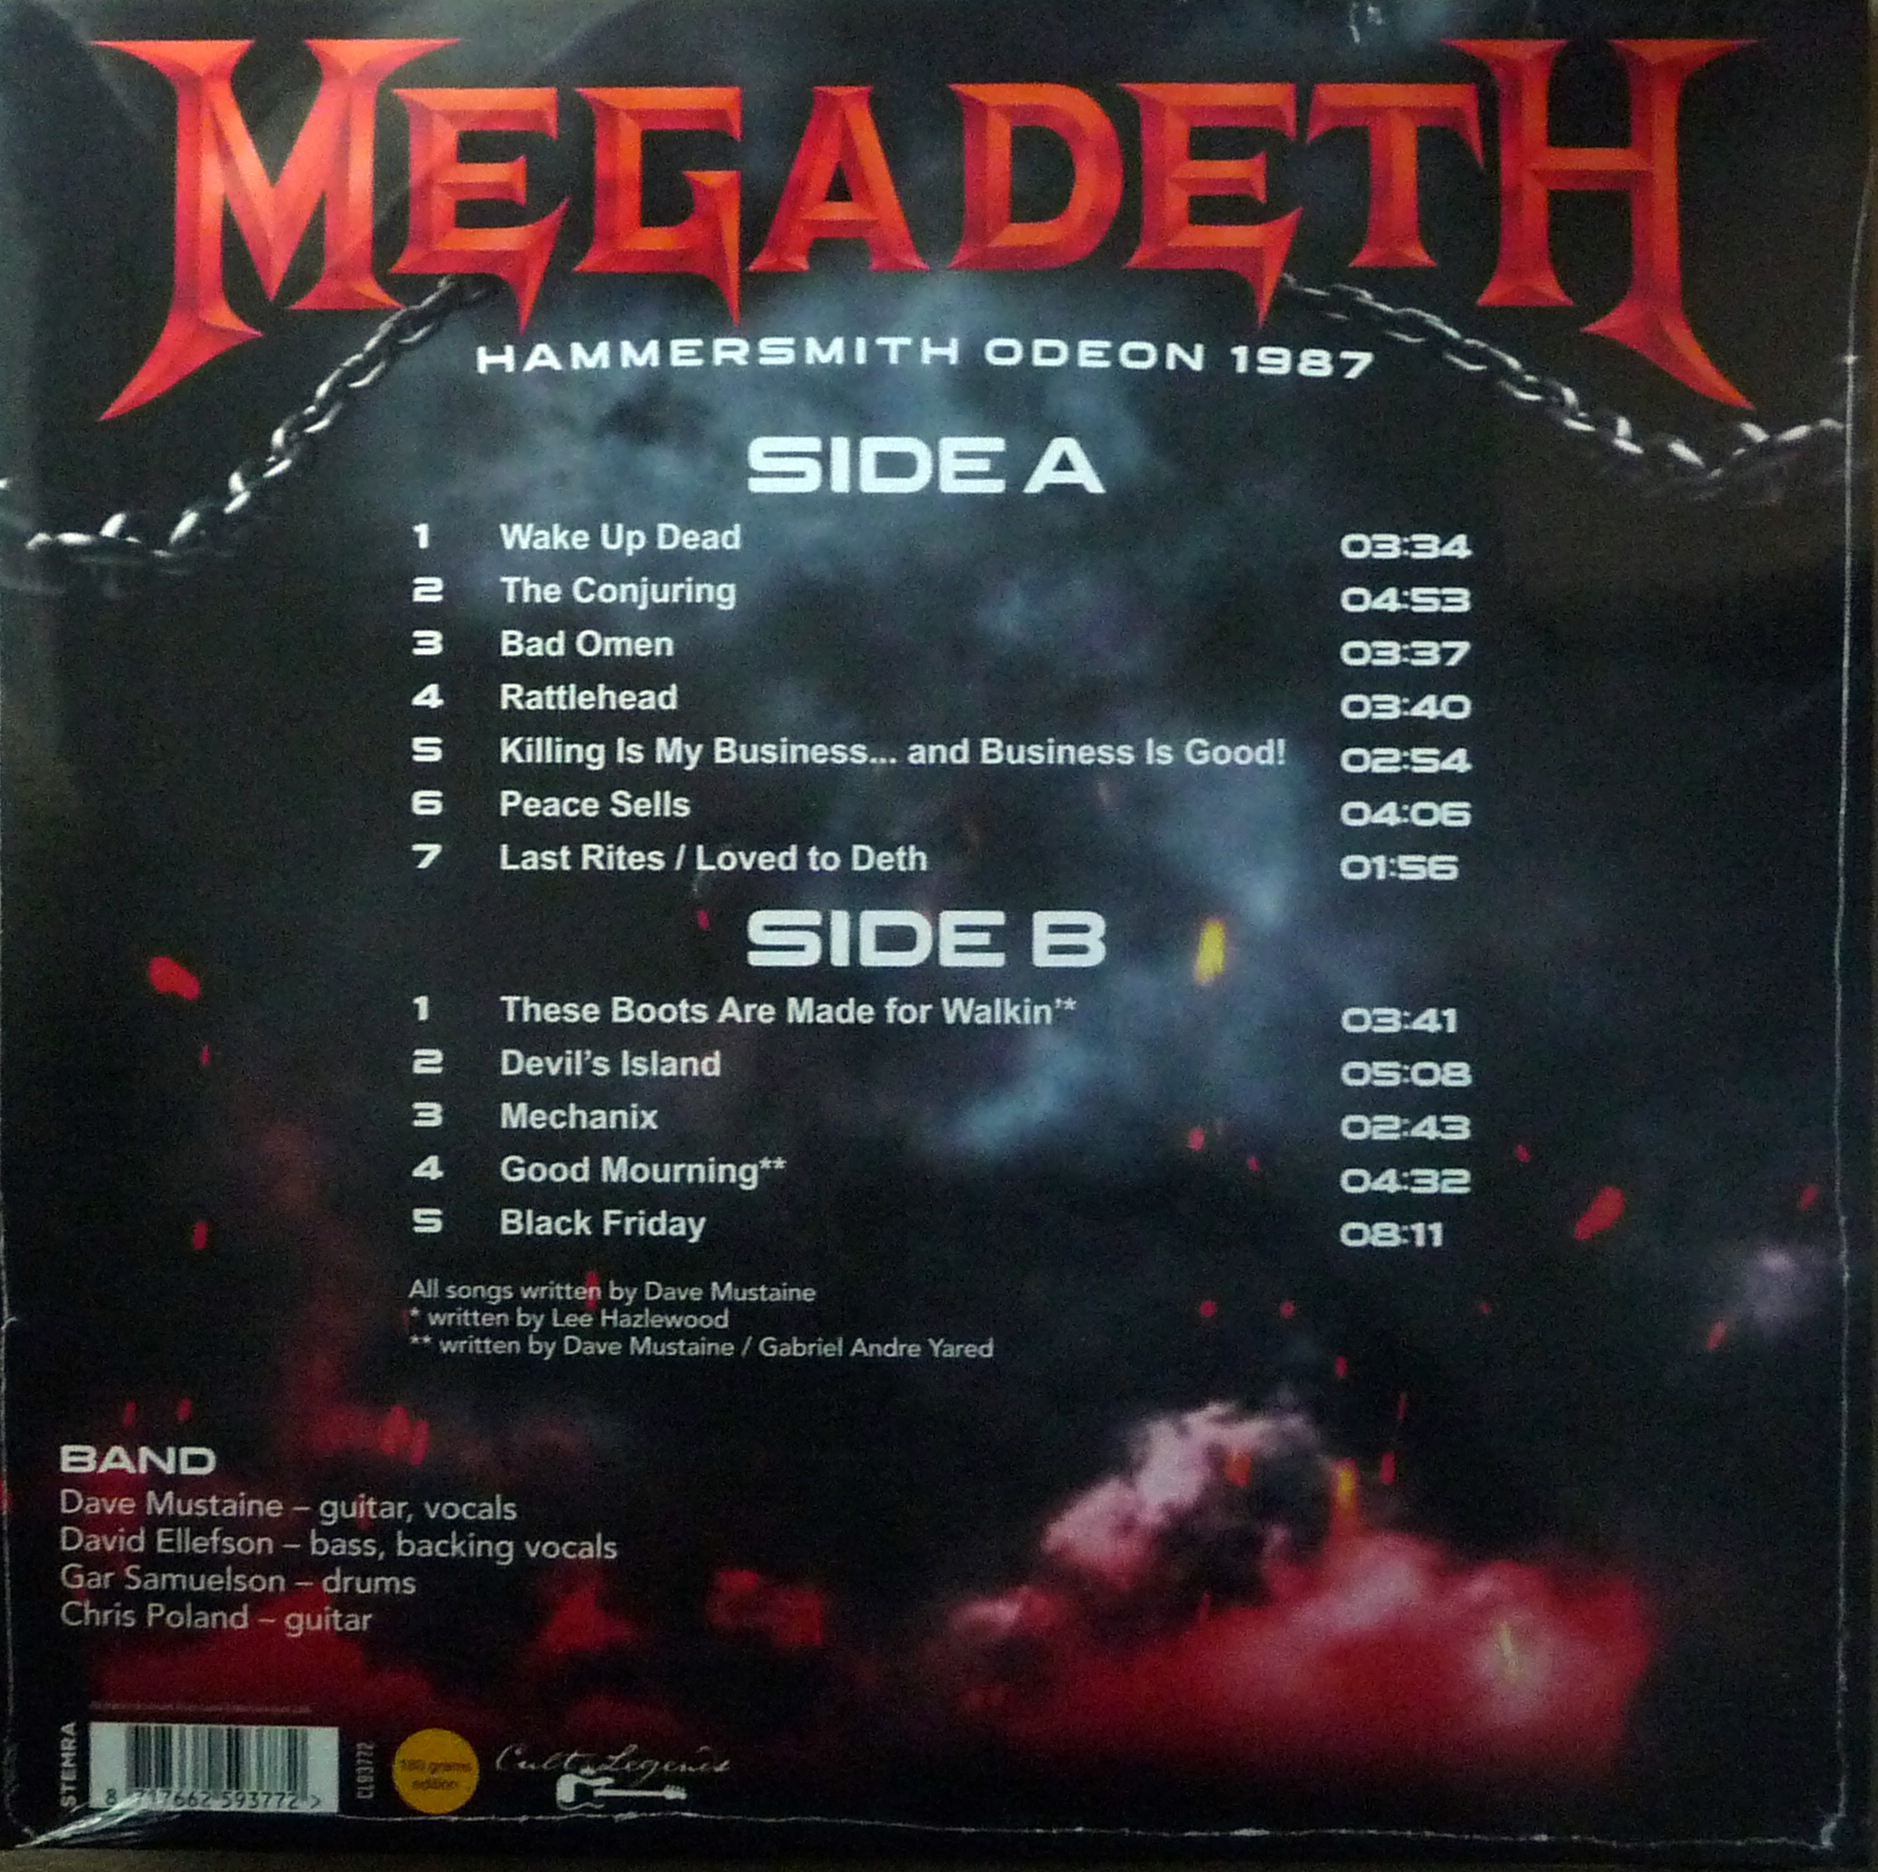 MEGADETH
HAMMERSMITH ODEON 1987
SIDE A
1 Wake Up Dead 03:34
2 The Conjuring 04:53
3 Bad Omen 03:37
4 Rattlehead 03:40
5 Killing Is My Business... and Business Is Good! 02:54
6 Peace Sells 04:06
7 Last Rites / Loved to Deth 01:56
SIDE B
1 These Boots Are Made for Walkin’* 03:41
2 Devil’s Island 05:08
3 Mechanix 02:43
4 Good Mourning** 04:32
5 Black Friday 08:11
All songs written by Dave Mustaine
* written by Lee Hazlewood
** written by Dave Mustaine / Gabriel Andre Yared
BAND
Dave Mustaine – guitar, vocals
David Ellefson – bass, backing vocals
Gar Samuelson – drums
Chris Poland – guitar
STEMRA
8 717662 593772 >
CL93772
180 grams
edition
Cult Legends